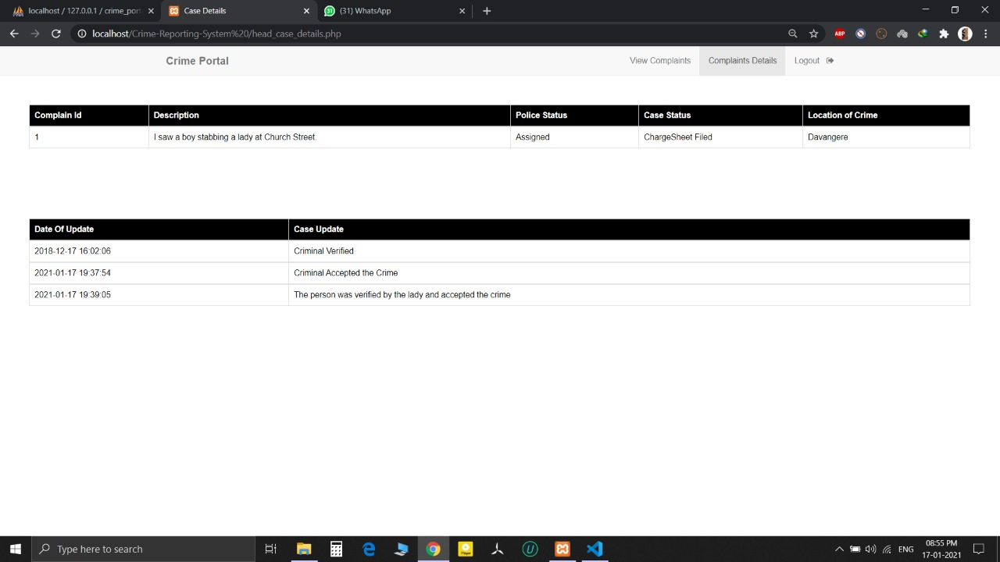 localhost / 127.0.0.1 / crime_port
Case Details
(31) WhatsApp
localhost/Crime-Reporting-System%20/head_case_details.php
ABP
Crime Portal
View Complaints
Complaints Details
Logout
Complain Id
Description
Police Status
Case Status
Location of Crime
1
I saw a boy stabbing a lady at Church Street.
Assigned
ChargeSheet Filed
Davangere
Date Of Update
Case Update
2018-12-17 16:02:06
Criminal Verified
2021-01-17 19:37:54
Criminal Accepted the Crime
2021-01-17 19:39:05
The person was verified by the lady and accepted the crime
Type here to search
ENG
08:55 PM
17-01-2021